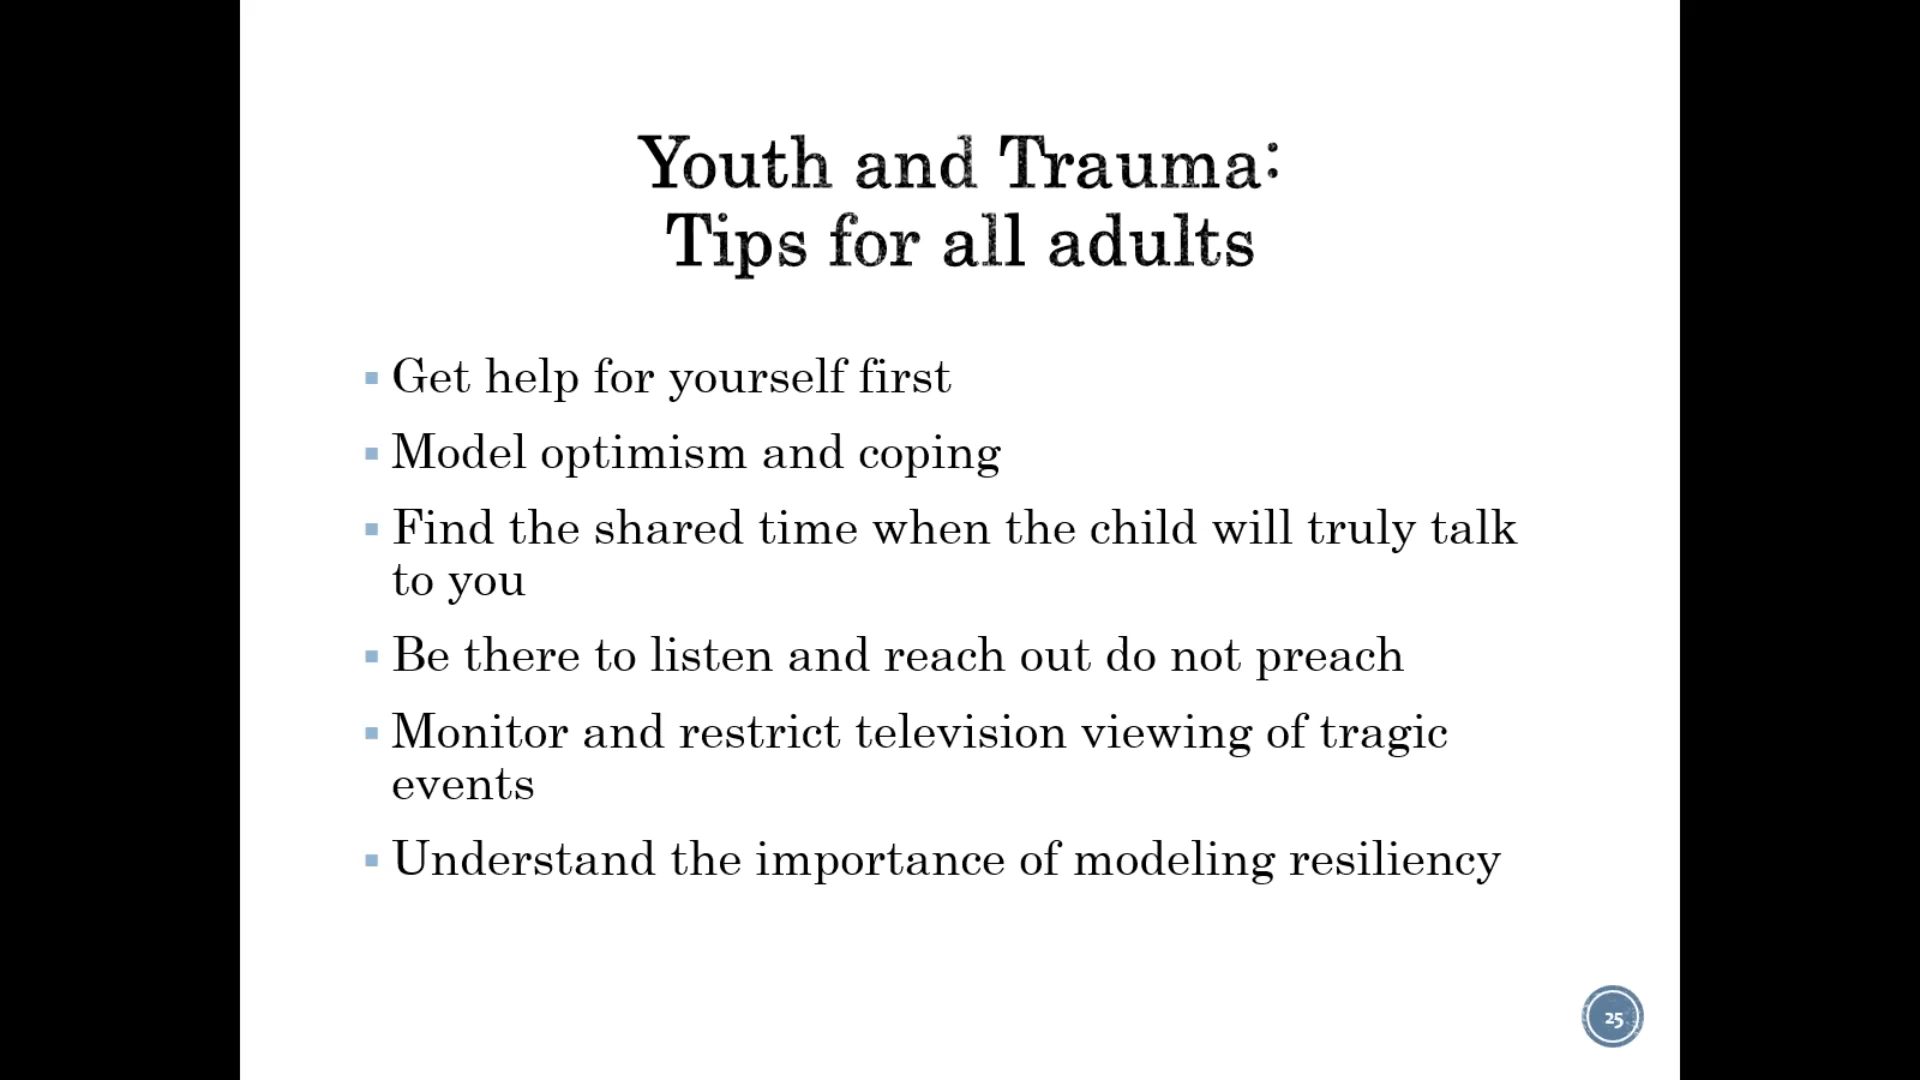 Youth and Trauma:
Tips for all adults
▪ Get help for yourself first
▪ Model optimism and coping
▪ Find the shared time when the child will truly talk
to you
▪ Be there to listen and reach out do not preach
▪ Monitor and restrict television viewing of tragic
events
▪ Understand the importance of modeling resiliency
25